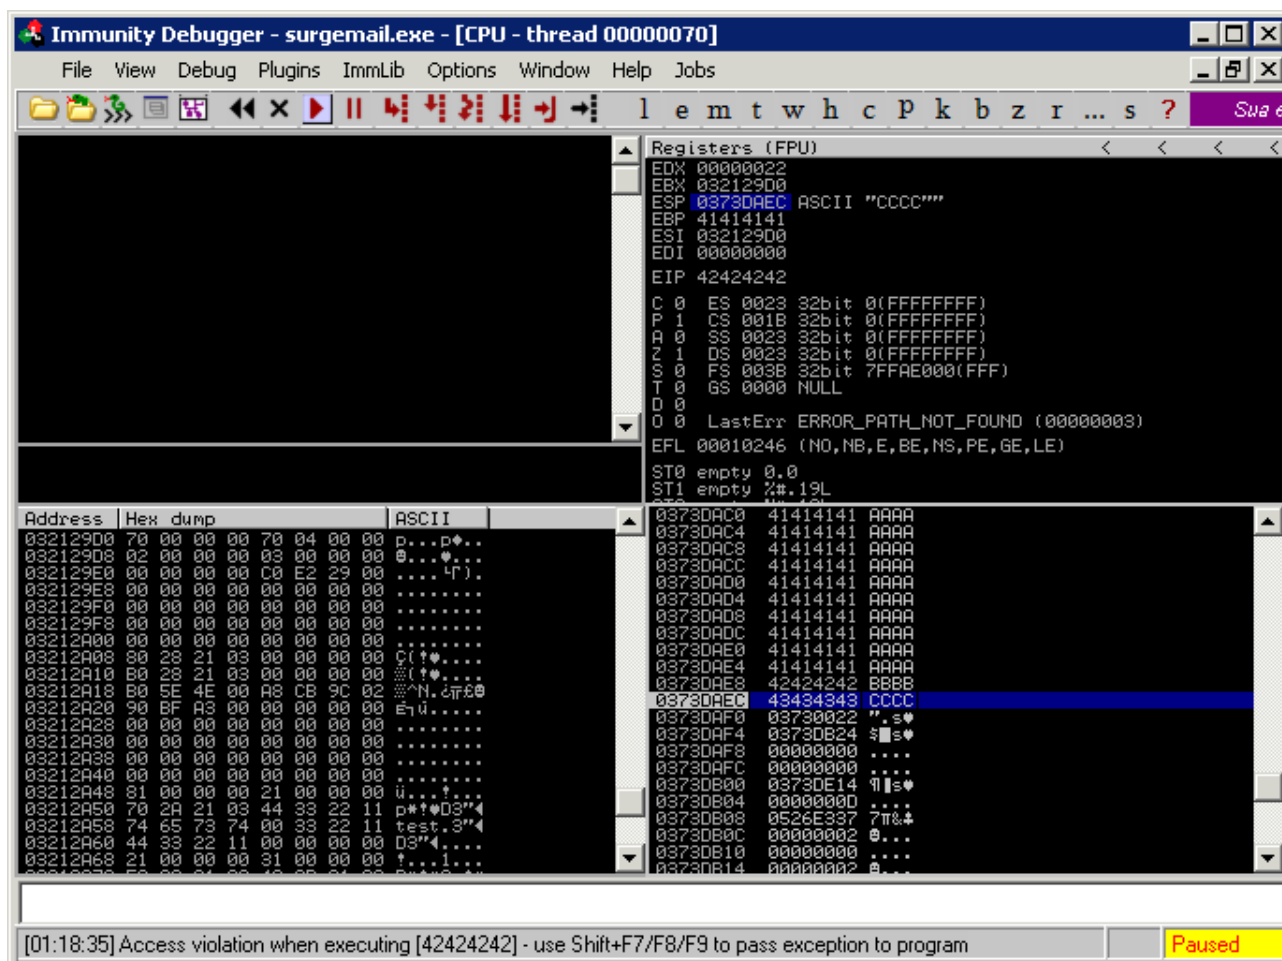 Immunity Debugger - surgemail.exe - [CPU - thread 00000070]
File View Debug Plugins ImmLib Options Window Help Jobs
l e m t w h c p k b z r ... s ?
Registers (FPU) < < < <
EDX 00000022
EBX 032129D0
ESP 0373DAEC ASCII "CCCC""
EBP 41414141
ESI 032129D0
EDI 00000000
EIP 42424242
C 0 ES 0023 32bit 0(FFFFFFFF)
P 1 CS 001B 32bit 0(FFFFFFFF)
A 0 SS 0023 32bit 0(FFFFFFFF)
Z 1 DS 0023 32bit 0(FFFFFFFF)
S 0 FS 003B 32bit 7FFAE000(FFF)
T 0 GS 0000 NULL
D 0
O 0 LastErr ERROR_PATH_NOT_FOUND (00000003)
EFL 00010246 (NO,NB,E,BE,NS,PE,GE,LE)
ST0 empty 0.0
ST1 empty %#.19L
Address Hex dump ASCII
032129D0 70 00 00 00 70 04 00 00 p...p♦..
032129D8 02 00 00 00 03 00 00 00 ☻...♥...
032129E0 00 00 00 00 C0 E2 29 00 ....└Γ).
032129E8 00 00 00 00 00 00 00 00 ........
032129F0 00 00 00 00 00 00 00 00 ........
032129F8 00 00 00 00 00 00 00 00 ........
03212A00 00 00 00 00 00 00 00 00 ........
03212A08 80 28 21 03 00 00 00 00 Ç(!♥....
03212A10 B0 28 21 03 00 00 00 00 ░(!♥....
03212A18 B0 5E 4E 00 A8 CB 9C 02 ░^N.¿╦£☻
03212A20 90 BF A3 00 00 00 00 00 É┐ú.....
03212A28 00 00 00 00 00 00 00 00 ........
03212A30 00 00 00 00 00 00 00 00 ........
03212A38 00 00 00 00 00 00 00 00 ........
03212A40 00 00 00 00 00 00 00 00 ........
03212A48 81 00 00 00 21 00 00 00 ü...!...
03212A50 70 2A 21 03 44 33 22 11 p*!♥D3"◄
03212A58 74 65 73 74 00 33 22 11 test.3"◄
03212A60 44 33 22 11 00 00 00 00 D3"◄....
03212A68 21 00 00 00 31 00 00 00 !...1...
0373DAC0 41414141 AAAA
0373DAC4 41414141 AAAA
0373DAC8 41414141 AAAA
0373DACC 41414141 AAAA
0373DAD0 41414141 AAAA
0373DAD4 41414141 AAAA
0373DAD8 41414141 AAAA
0373DADC 41414141 AAAA
0373DAE0 41414141 AAAA
0373DAE4 41414141 AAAA
0373DAE8 42424242 BBBB
0373DAEC 43434343 CCCC
0373DAF0 03730022 ".s♥
0373DAF4 0373DB24 $█s♥
0373DAF8 00000000 ....
0373DAFC 00000000 ....
0373DB00 0373DE14 ¶▐s♥
0373DB04 0000000D ....
0373DB08 0526E337 7π&♣
0373DB0C 00000002 ☻...
0373DB10 00000000 ....
0373DB14 00000002 ☻...
[01:18:35] Access violation when executing [42424242] - use Shift+F7/F8/F9 to pass exception to program
Paused